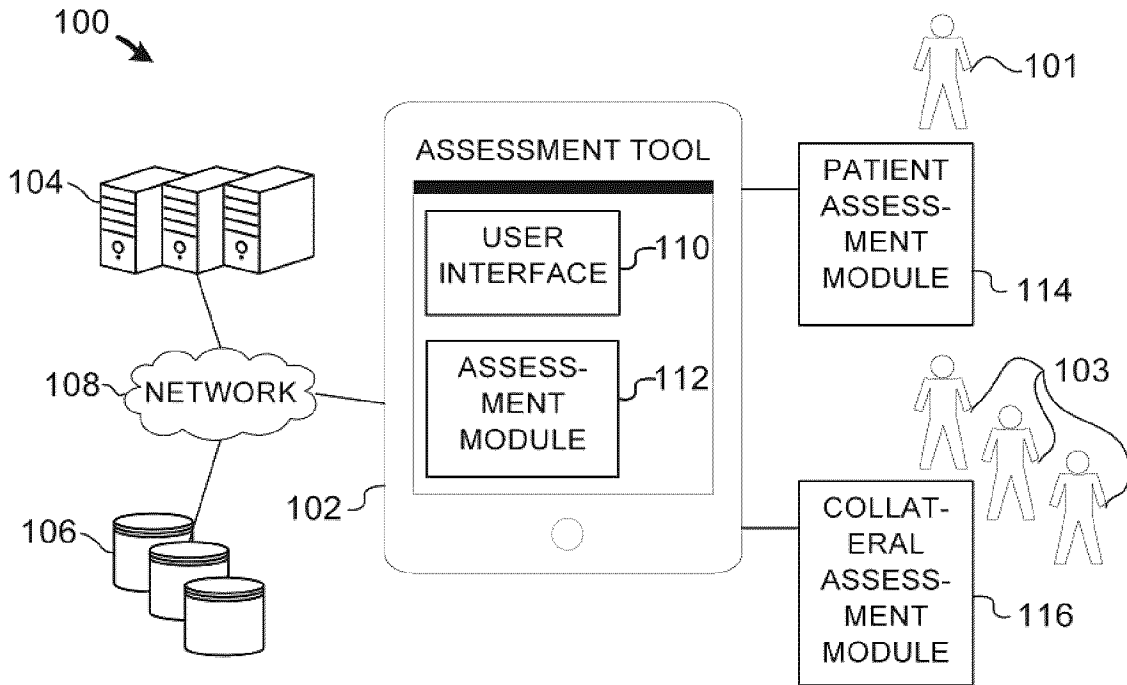 100
101
ASSESSMENT TOOL
PATIENT
ASSESS-
MENT
MODULE
104
USER
INTERFACE
110
114
108
NETWORK
ASSESS-
MENT
MODULE
112
103
102
106
COLLAT-
ERAL
ASSESS-
MENT
MODULE
116